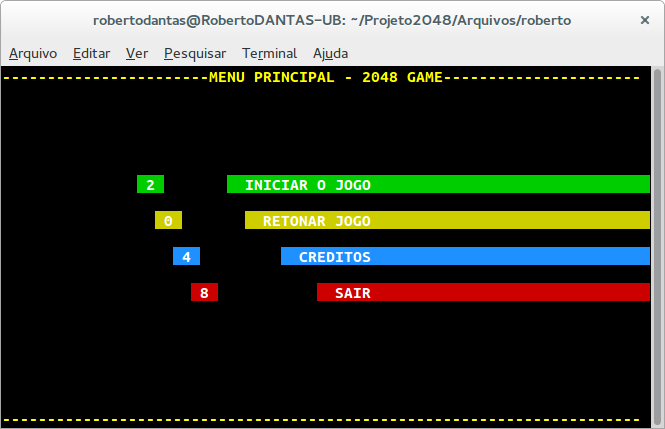 robertodantas@RobertoDANTAS-UB: ~/Projeto2048/Arquivos/roberto ×
Arquivo Editar Ver Pesquisar Terminal Ajuda
-----------------------MENU PRINCIPAL - 2048 GAME----------------------
2 INICIAR O JOGO
0 RETONAR JOGO
4 CREDITOS
8 SAIR
-----------------------------------------------------------------------